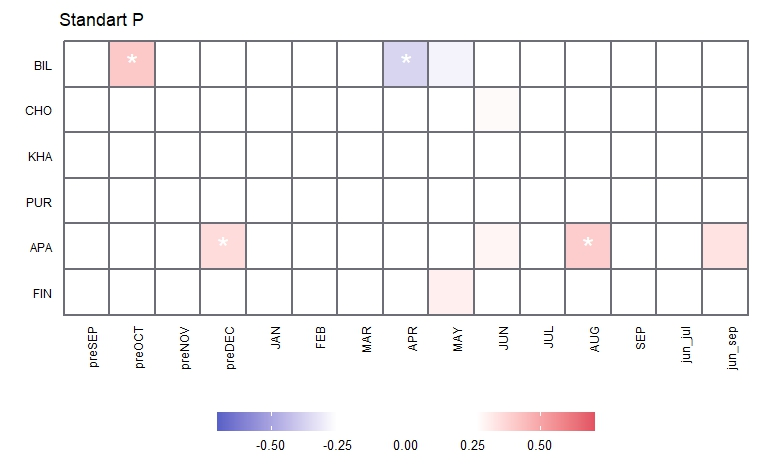 Standart P
BIL
*
*
CHO
KHA
PUR
APA
*
*
FIN
preSEP
preOCT
preNOV
preDEC
JAN
FEB
MAR
APR
MAY
JUN
JUL
AUG
SEP
jun_jul
jun_sep
-0.50 -0.25 0.00 0.25 0.50